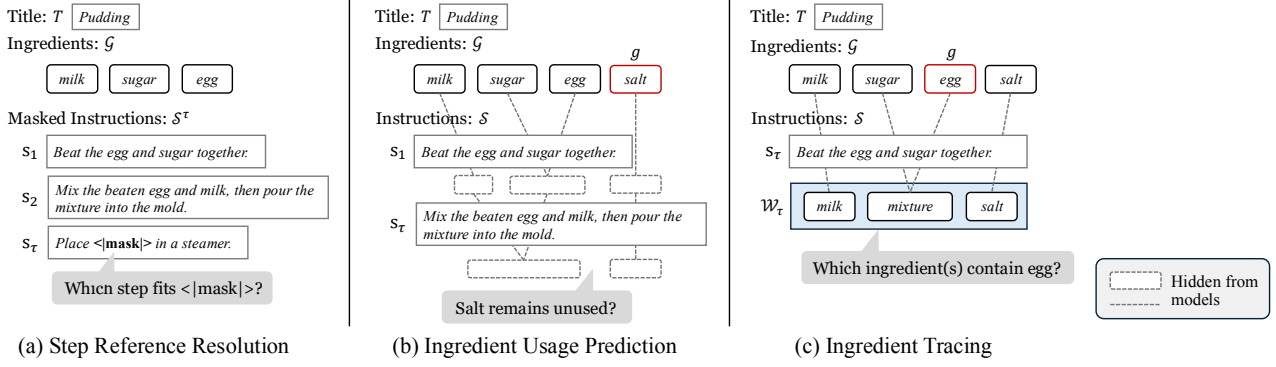 Title: T Pudding
Ingredients: 𝒢
milk sugar egg
Masked Instructions: 𝒮^τ
s₁ Beat the egg and sugar together.
s₂ Mix the beaten egg and milk, then pour the
mixture into the mold.
s_τ Place <|mask|> in a steamer.
Which step fits <|mask|>?
(a) Step Reference Resolution
Title: T Pudding
Ingredients: 𝒢
g
milk sugar egg salt
Instructions: 𝒮
s₁ Beat the egg and sugar together.
s_τ Mix the beaten egg and milk, then pour the
mixture into the mold.
Salt remains unused?
(b) Ingredient Usage Prediction
Title: T Pudding
Ingredients: 𝒢
g
milk sugar egg salt
Instructions: 𝒮
s_τ Beat the egg and sugar together.
𝒲_τ milk mixture salt
Which ingredient(s) contain egg?
(c) Ingredient Tracing
Hidden from
models